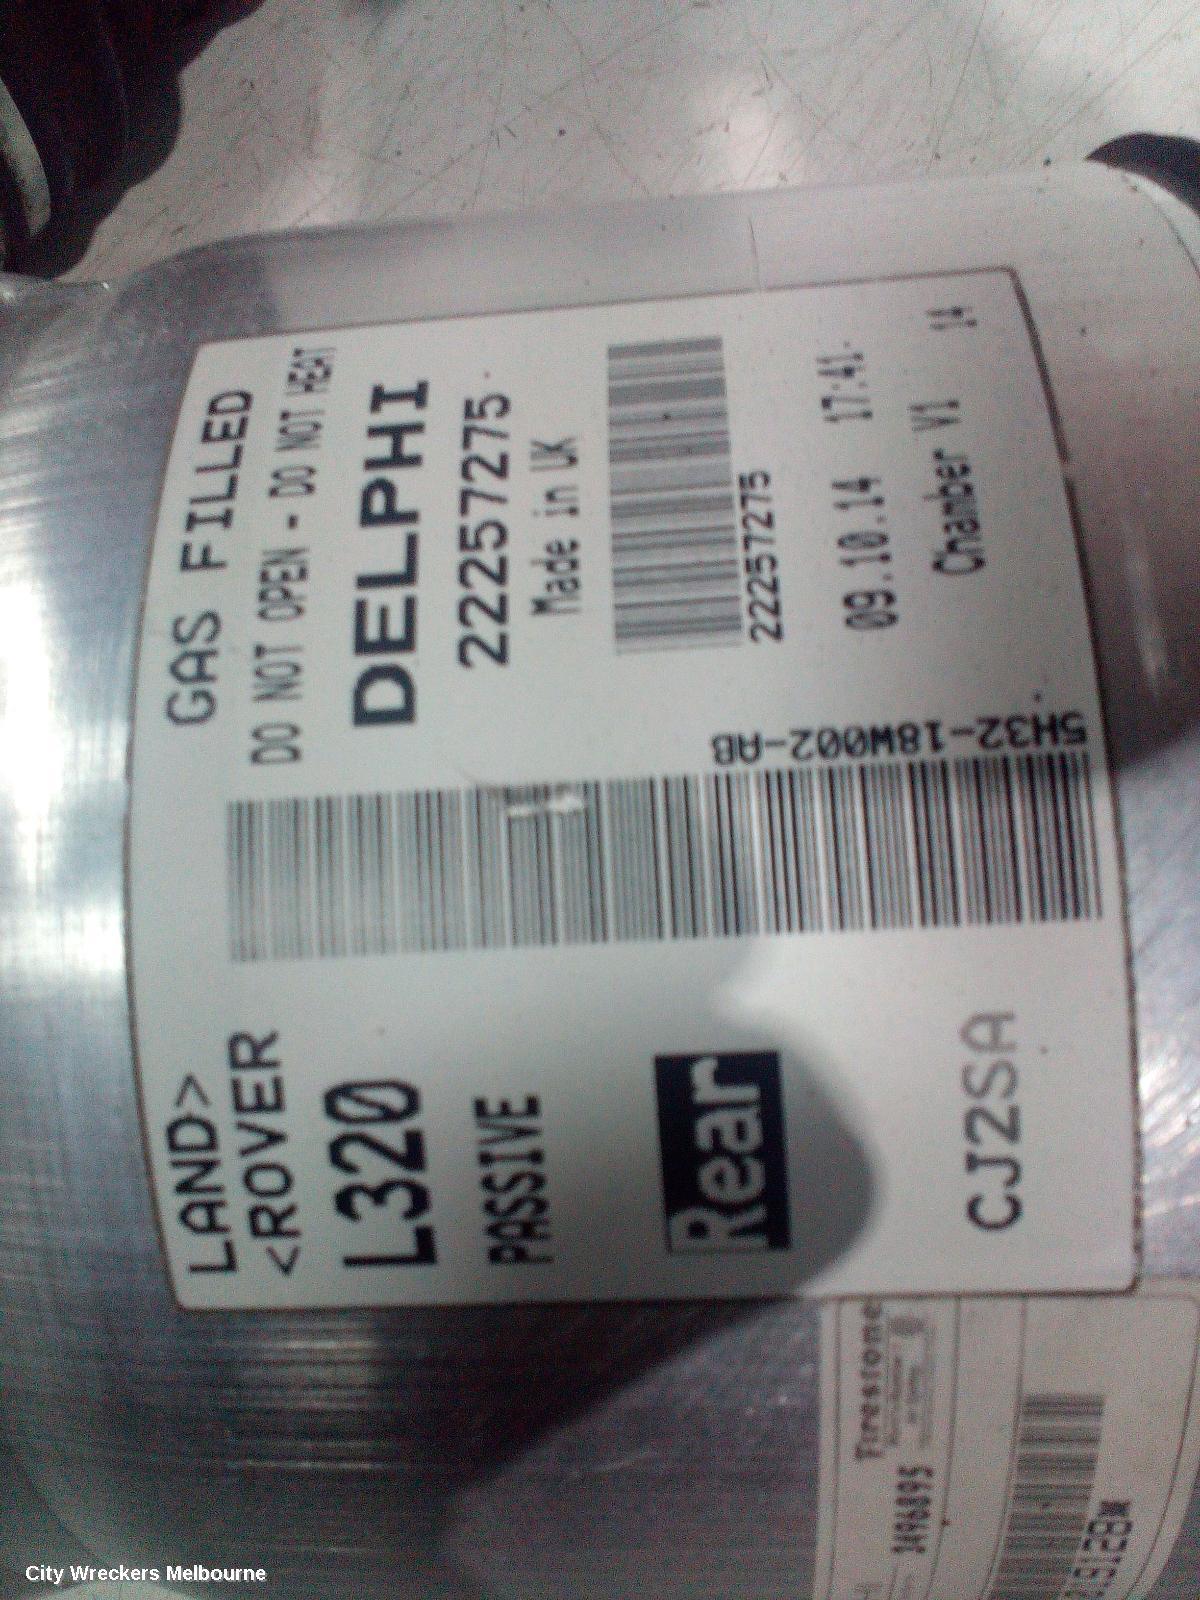 GAS FILLED
DO NOT OPEN - DO NOT HEAT
DELPHI
22257275
Made in UK
22257275
09.10.14 17:41
Chamber V1 14
5H32-18W002-AB
LAND>
<ROVER
L320
PASSIVE
Rear
CJ2SA
Firestone
City Wreckers Melbourne